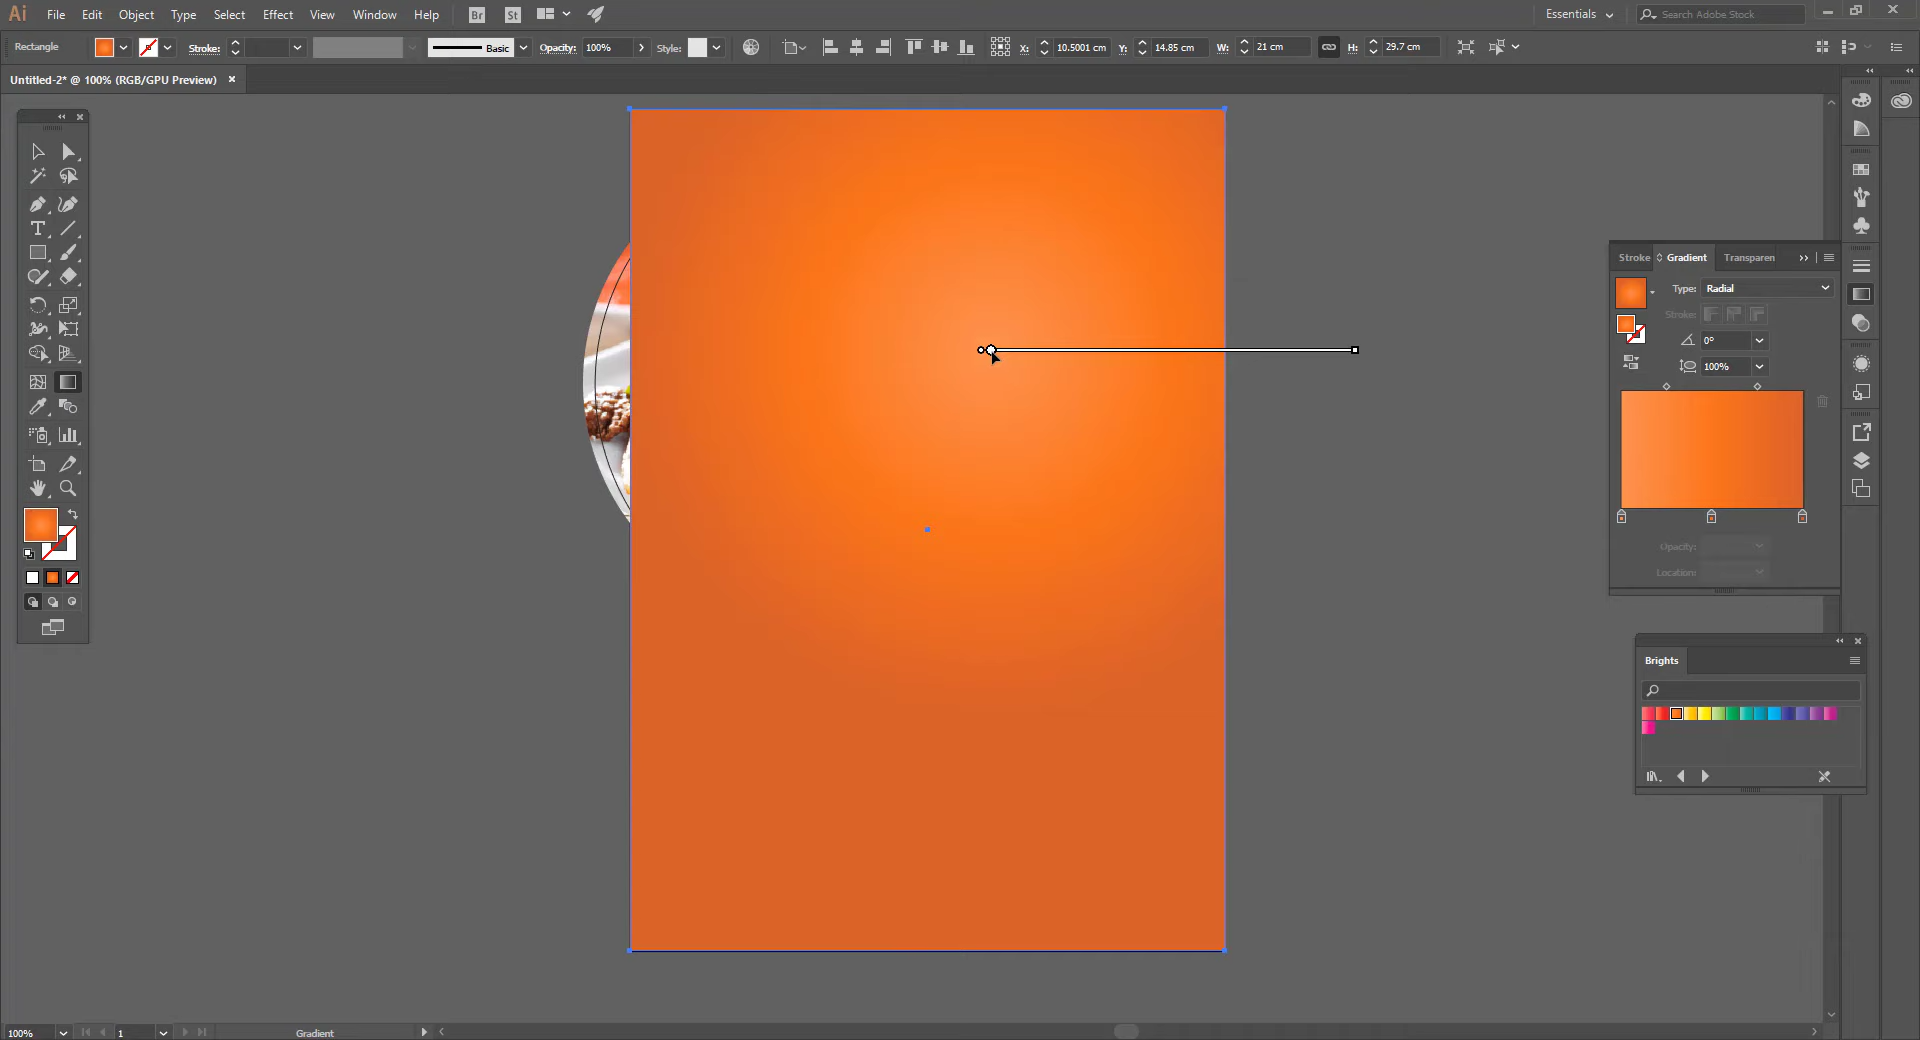 Ai File Edit Object Type Select Effect View Window Help Br St Essentials Search Adobe Stock
Rectangle Stroke: Basic Opacity: 100% Style: X: 10.5001 cm Y: 14.85 cm W: 21 cm H: 29.7 cm
Untitled-2* @ 100% (RGB/GPU Preview)
Stroke Gradient Transparen
Type: Radial
Stroke:
0°
100%
Opacity:
Location:
Brights
100% 1 Gradient